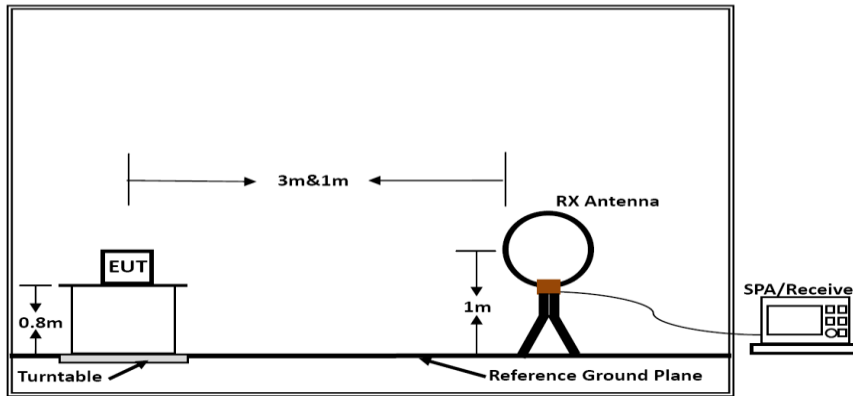 3m&1m
RX Antenna
EUT
SPA/Receive
0.8m
1m
Turntable
Reference Ground Plane